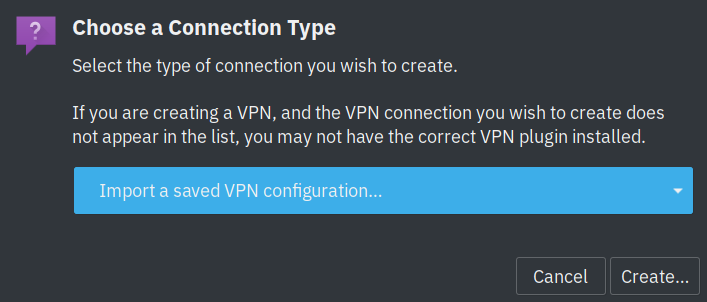 Choose a Connection Type
Select the type of connection you wish to create.
If you are creating a VPN, and the VPN connection you wish to create does
not appear in the list, you may not have the correct VPN plugin installed.
Import a saved VPN configuration...
Cancel
Create...